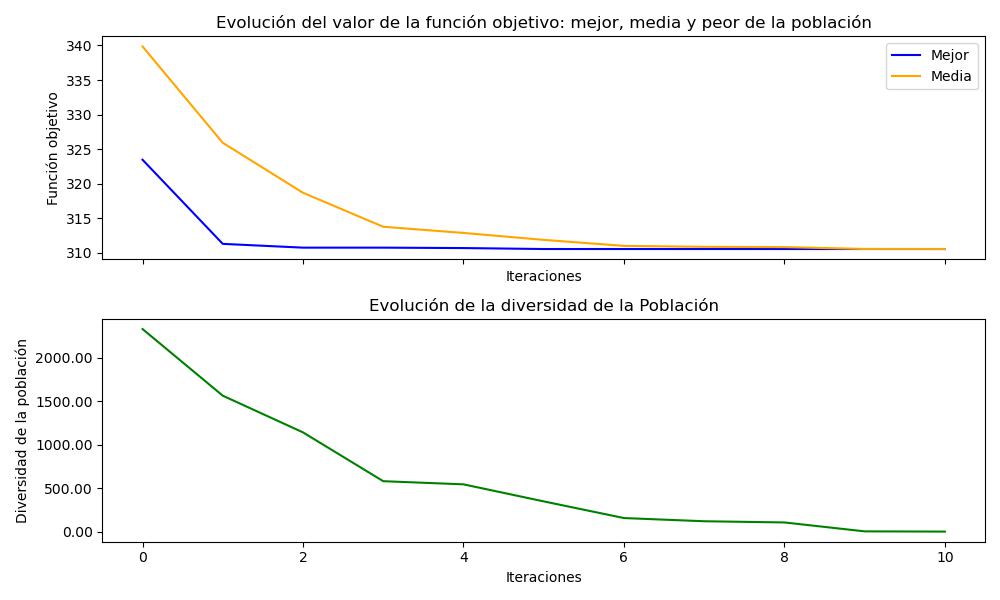 Evolución del valor de la función objetivo: mejor, media y peor de la población
340
335
330
325
320
315
310
Función objetivo
Mejor
Media
Iteraciones
Evolución de la diversidad de la Población
2000.00
1500.00
1000.00
500.00
0.00
Diversidad de la población
0 2 4 6 8 10
Iteraciones